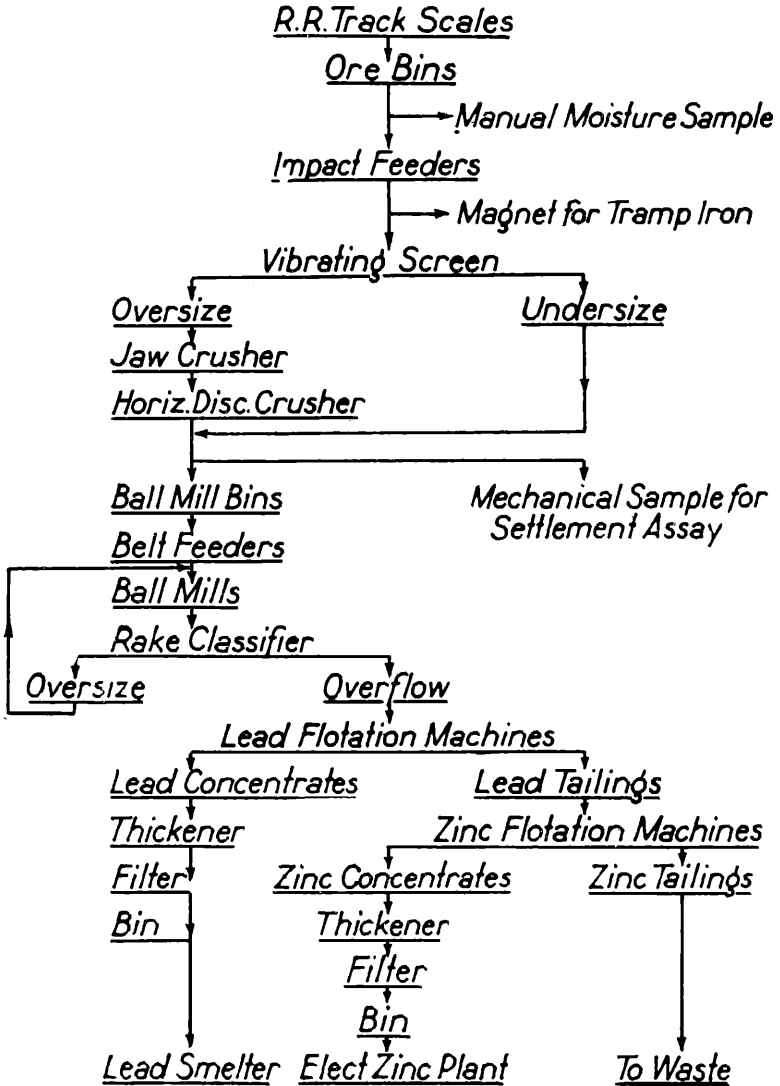 R.R. Track Scales
Ore Bins
Manual Moisture Sample
Impact Feeders
Magnet for Tramp Iron
Vibrating Screen
Oversize
Undersize
Jaw Crusher
Horiz. Disc. Crusher
Ball Mill Bins
Mechanical Sample for
Settlement Assay
Belt Feeders
Ball Mills
Rake Classifier
Oversize
Overflow
Lead Flotation Machines
Lead Concentrates
Lead Tailings
Thickener
Zinc Flotation Machines
Filter
Zinc Concentrates
Zinc Tailings
Bin
Thickener
Filter
Bin
Lead Smelter
Elect Zinc Plant
To Waste